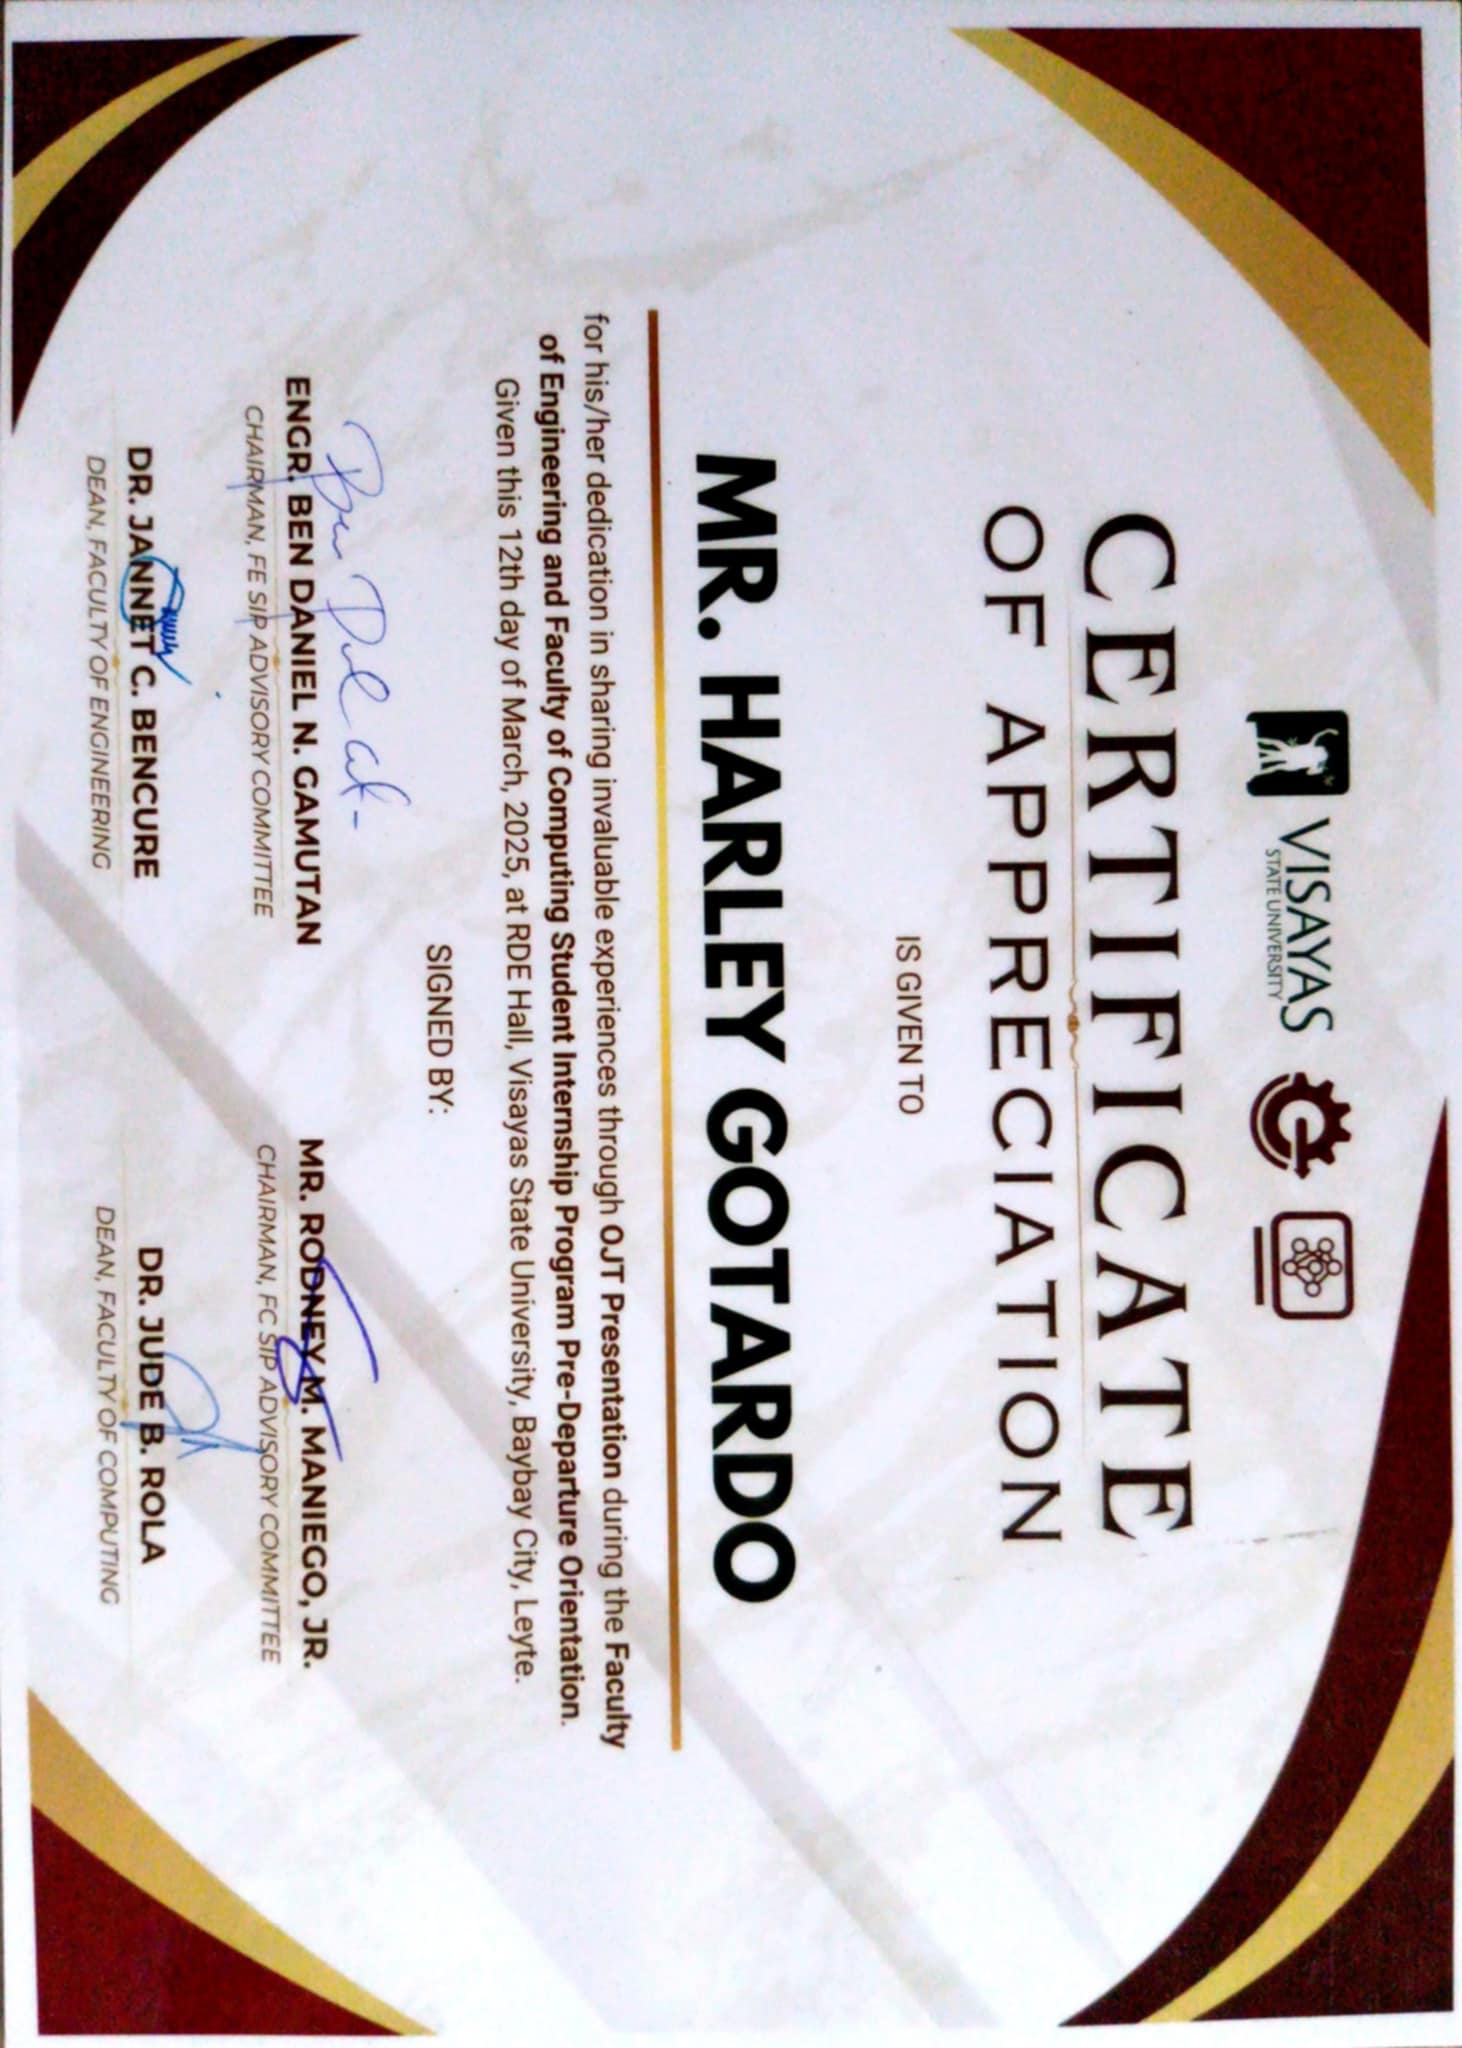 VISAYAS
STATE UNIVERSITY
CERTIFICATE
OF APPRECIATION
IS GIVEN TO
MR. HARLEY GOTARDO
for his/her dedication in sharing invaluable experiences through OJT Presentation during the Faculty
of Engineering and Faculty of Computing Student Internship Program Pre-Departure Orientation.
Given this 12th day of March, 2025, at RDE Hall, Visayas State University, Baybay City, Leyte.
SIGNED BY:
ENGR. BEN DANIEL N. GAMUTAN
CHAIRMAN, FE SIP ADVISORY COMMITTEE
MR. RODNEY M. MANIEGO, JR.
CHAIRMAN, FC SIP ADVISORY COMMITTEE
DR. JANNET C. BENCURE
DEAN, FACULTY OF ENGINEERING
DR. JUDE B. ROLA
DEAN, FACULTY OF COMPUTING